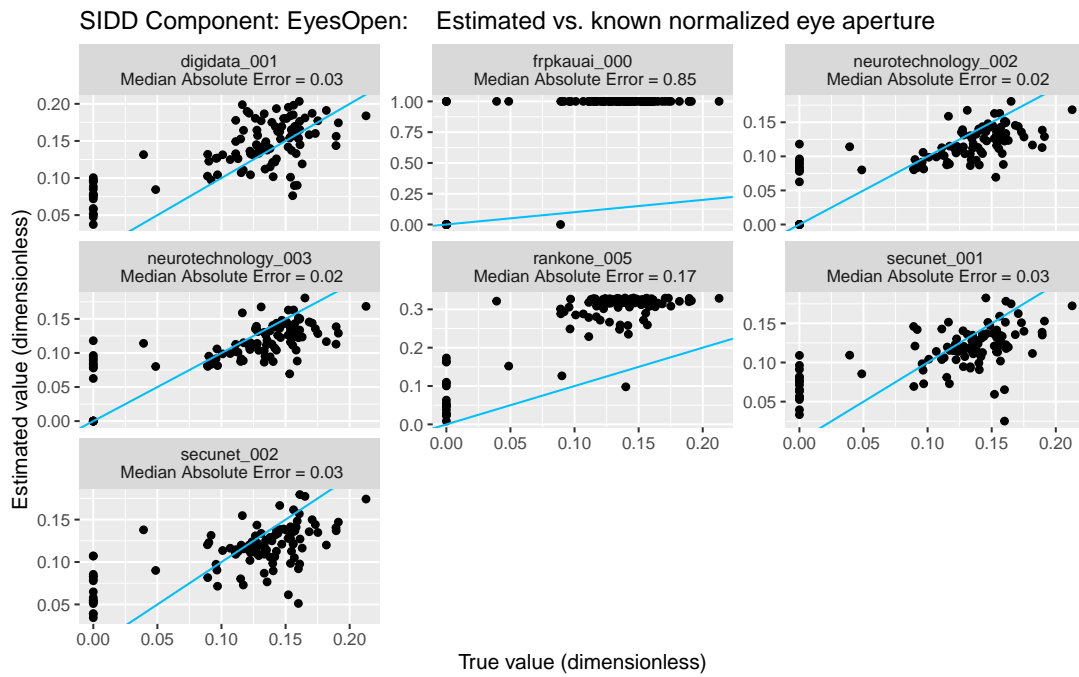 SIDD Component: EyesOpen: Estimated vs. known normalized eye aperture
digidata_001
Median Absolute Error = 0.03
0.20
0.15
0.10
0.05
frpkauai_000
Median Absolute Error = 0.85
1.00
0.75
0.50
0.25
0.00
neurotechnology_002
Median Absolute Error = 0.02
0.15
0.10
0.05
0.00
neurotechnology_003
Median Absolute Error = 0.02
0.15
0.10
0.05
0.00
rankone_005
Median Absolute Error = 0.17
0.3
0.2
0.1
0.0
0.00 0.05 0.10 0.15 0.20
secunet_001
Median Absolute Error = 0.03
0.15
0.10
0.05
0.00 0.05 0.10 0.15 0.20
secunet_002
Median Absolute Error = 0.03
0.15
0.10
0.05
0.00 0.05 0.10 0.15 0.20
Estimated value (dimensionless)
True value (dimensionless)